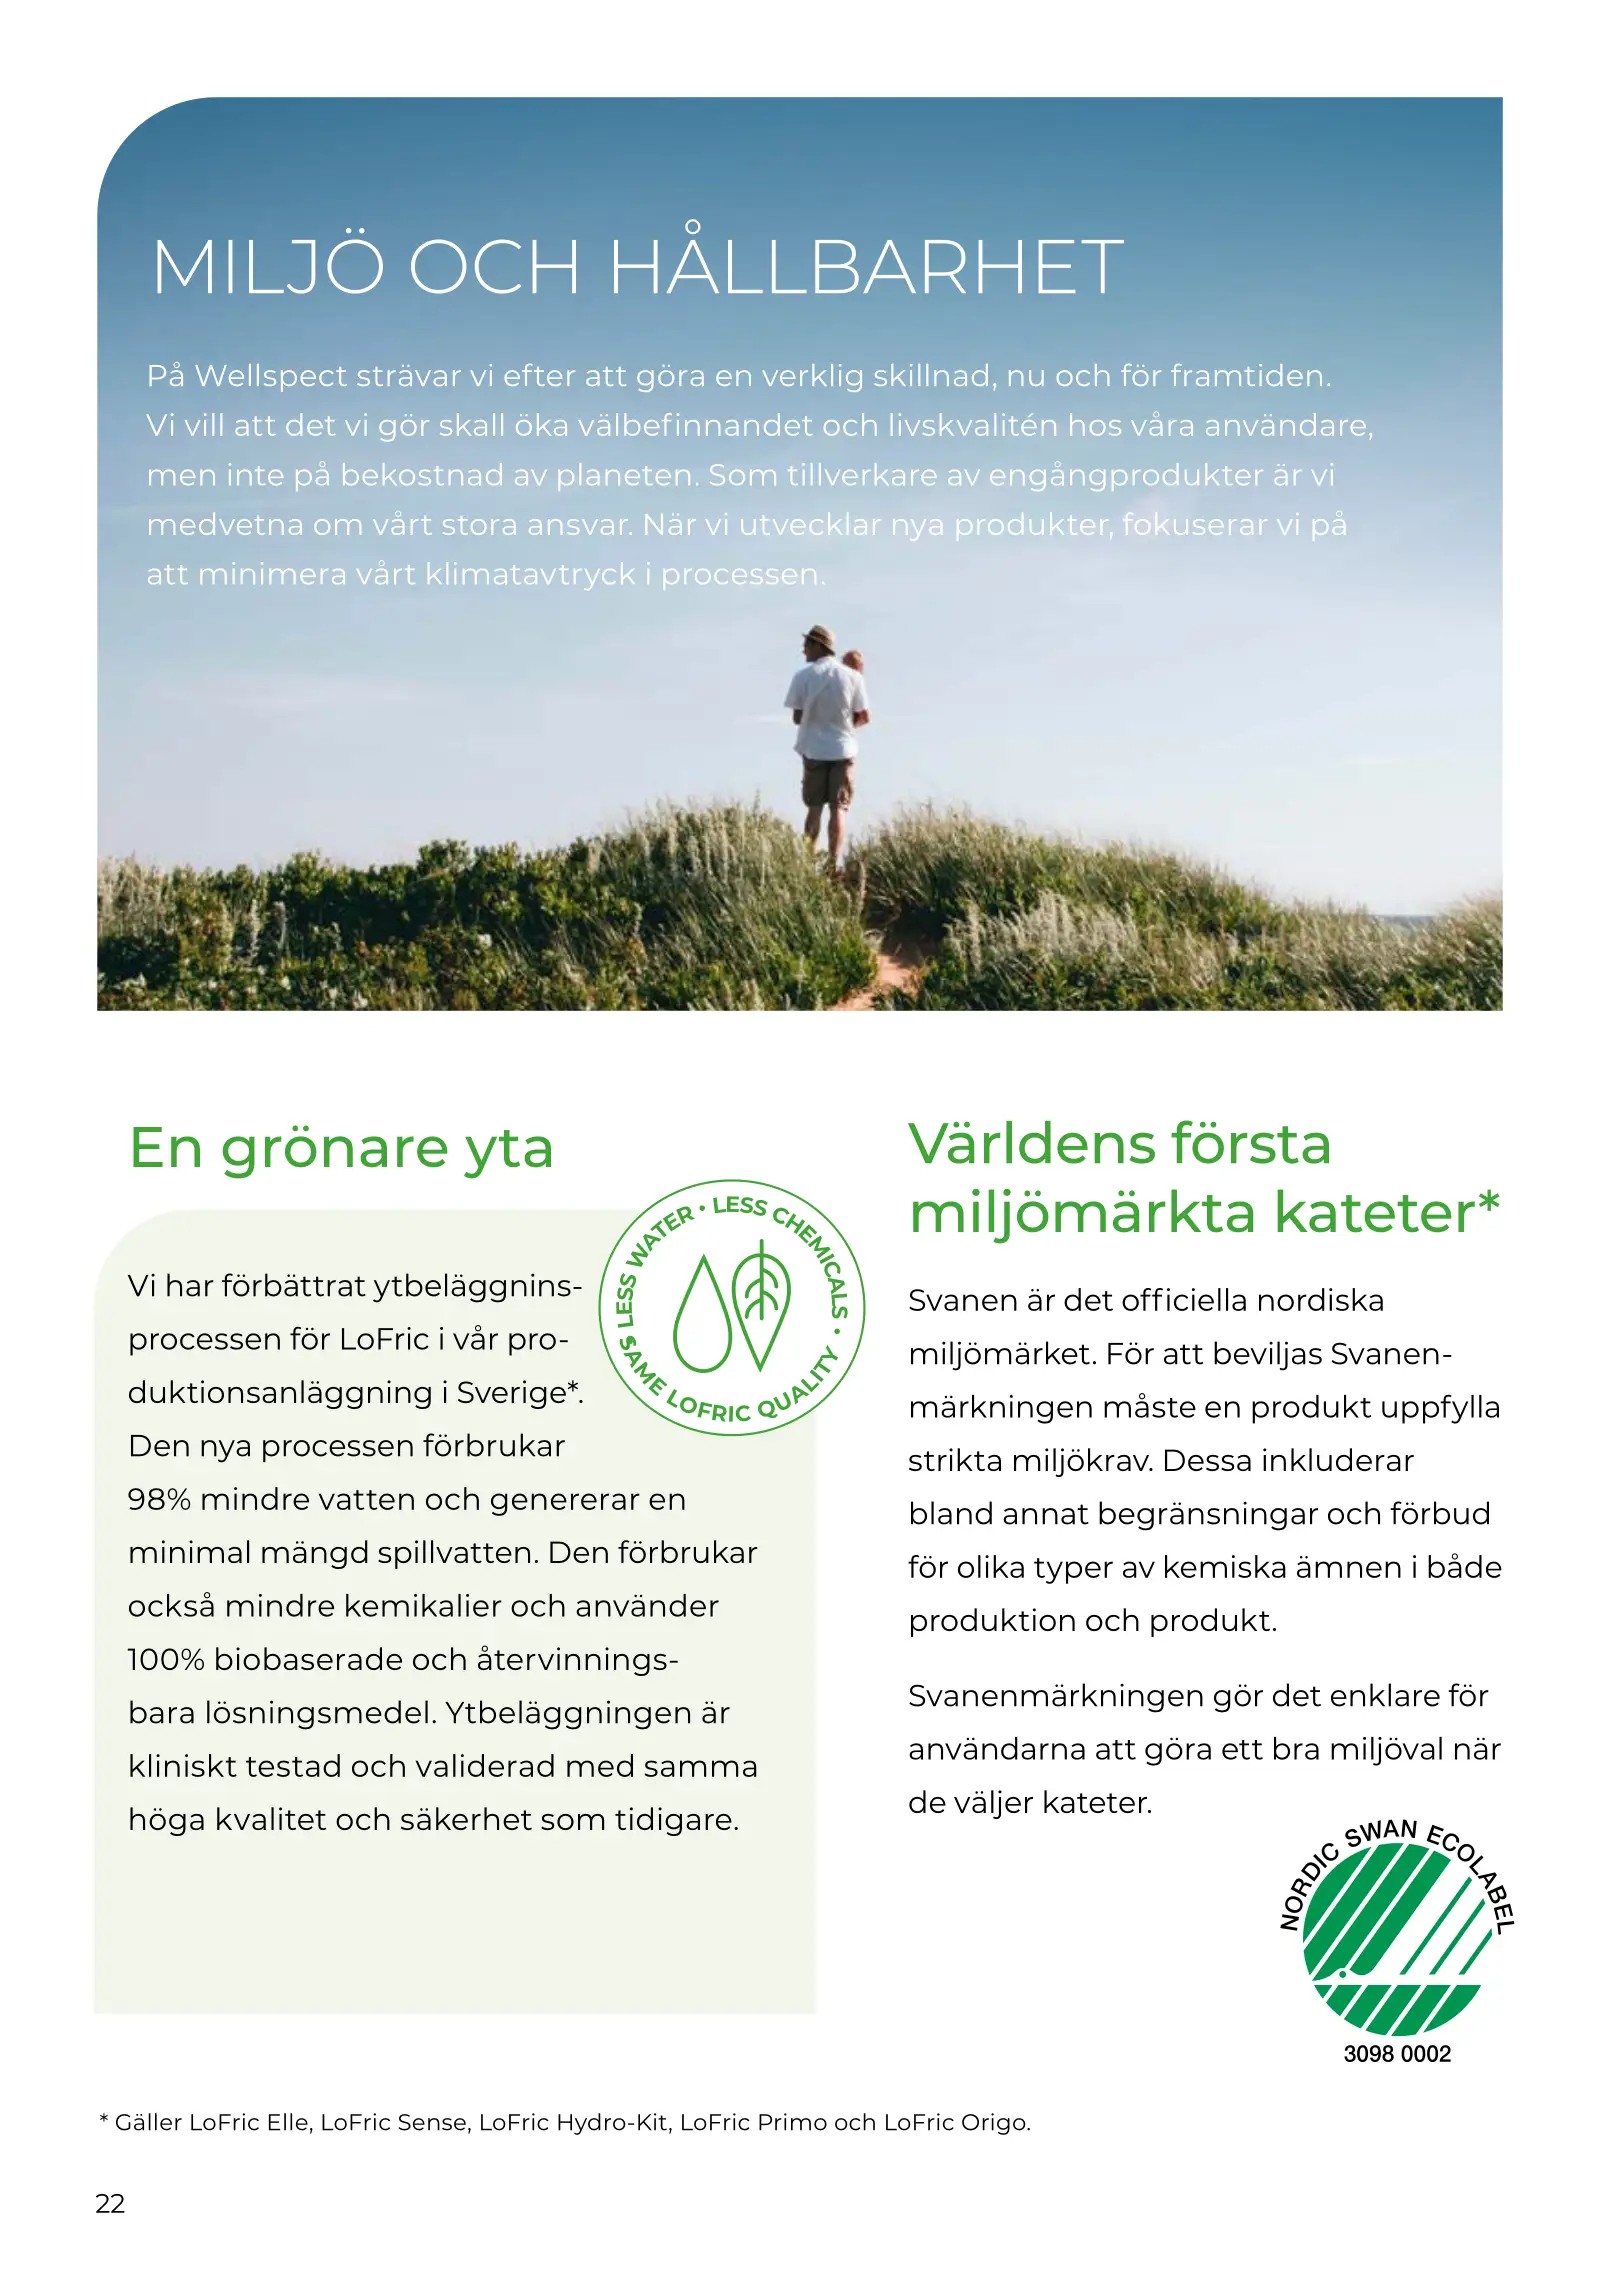 MILJÖ OCH HÅLLBARHET
På Wellspect strävar vi efter att göra en verklig skillnad, nu och för framtiden.
Vi vill att det vi gör skall öka välbefinnandet och livskvalitén hos våra användare,
men inte på bekostnad av planeten. Som tillverkare av engångprodukter är vi
medvetna om vårt stora ansvar. När vi utvecklar nya produkter, fokuserar vi på
att minimera vårt klimatavtryck i processen.
En grönare yta
LESS WATER • LESS CHEMICALS •
SAME LOFRIC QUALITY
Vi har förbättrat ytbeläggnins-
processen för LoFric i vår pro-
duktionsanläggning i Sverige*.
Den nya processen förbrukar
98% mindre vatten och genererar en
minimal mängd spillvatten. Den förbrukar
också mindre kemikalier och använder
100% biobaserade och återvinnings-
bara lösningsmedel. Ytbeläggningen är
kliniskt testad och validerad med samma
höga kvalitet och säkerhet som tidigare.
Världens första
miljömärkta kateter*
Svanen är det officiella nordiska
miljömärket. För att beviljas Svanen-
märkningen måste en produkt uppfylla
strikta miljökrav. Dessa inkluderar
bland annat begränsningar och förbud
för olika typer av kemiska ämnen i både
produktion och produkt.
Svanenmärkningen gör det enklare för
användarna att göra ett bra miljöval när
de väljer kateter.
NORDIC SWAN ECOLABEL
3098 0002
* Gäller LoFric Elle, LoFric Sense, LoFric Hydro-Kit, LoFric Primo och LoFric Origo.
22